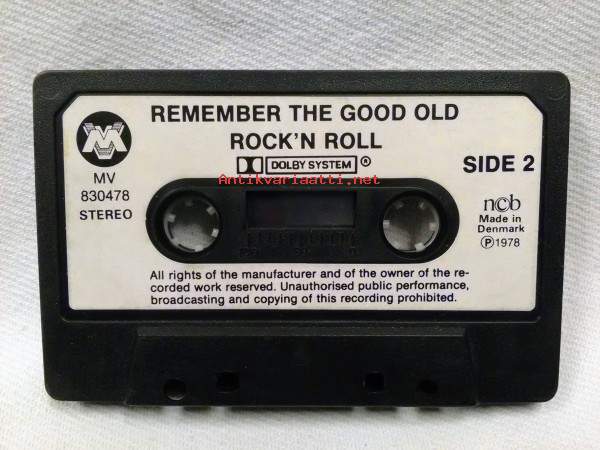 REMEMBER THE GOOD OLD
ROCK'N ROLL
DOLBY SYSTEM ®
SIDE 2
MV
830478
STEREO
Antikvariaatti.net
ncb
Made in
Denmark
℗ 1978
All rights of the manufacturer and of the owner of the re-
corded work reserved. Unauthorised public performance,
broadcasting and copying of this recording prohibited.